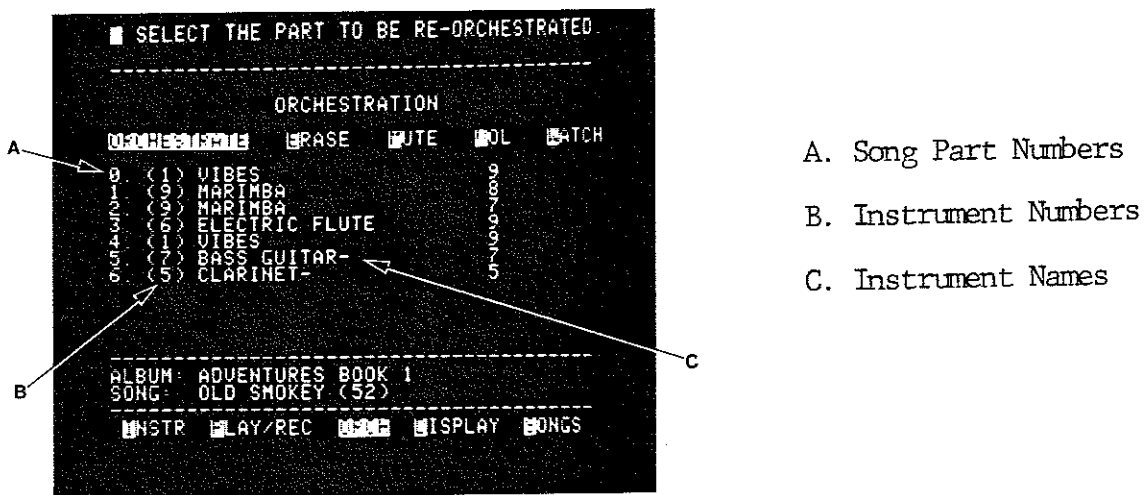 SELECT THE PART TO BE RE-ORCHESTRATED
ORCHESTRATION
ORCHESTRATE ERASE MUTE VOL PATCH
A
0. (1) VIBES 9
1. (9) MARIMBA 8
2. (9) MARIMBA 7
3. (6) ELECTRIC FLUTE 9
4. (1) VIBES 9
5. (7) BASS GUITAR- 7
6. (5) CLARINET- 5
B
C
ALBUM: ADVENTURES BOOK 1
SONG: OLD SMOKEY (52)
INSTR PLAY/REC ORCH DISPLAY SONGS
A. Song Part Numbers
B. Instrument Numbers
C. Instrument Names